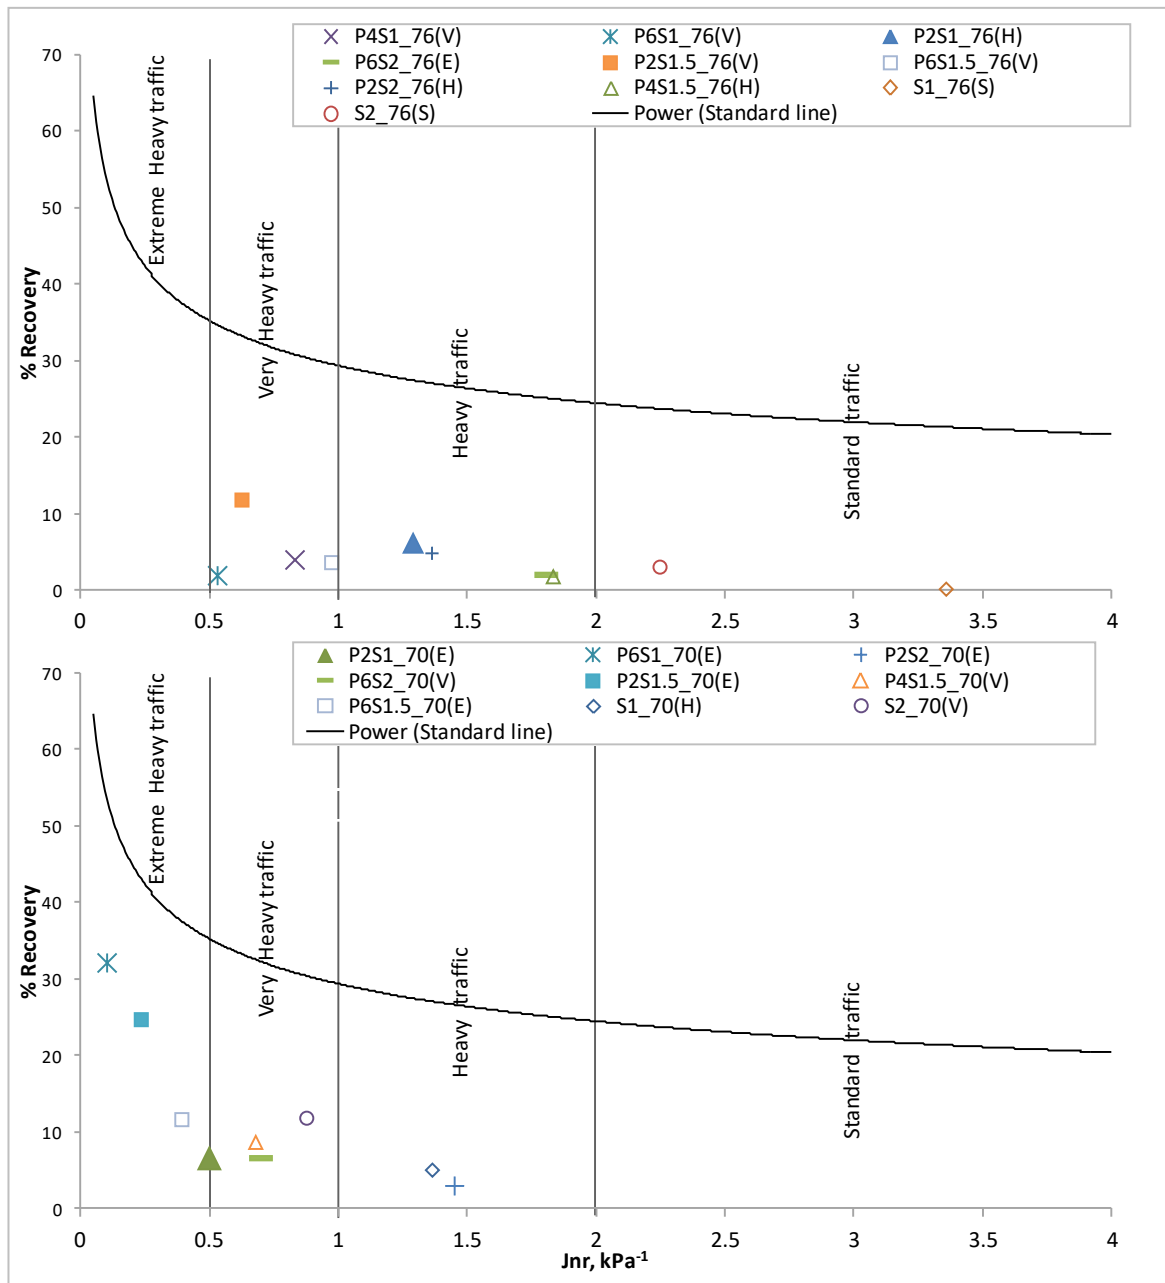 P4S1_76(V) P6S1_76(V) P2S1_76(H)
P6S2_76(E) P2S1.5_76(V) P6S1.5_76(V)
P2S2_76(H) P4S1.5_76(H) S1_76(S)
S2_76(S) Power (Standard line)
70
60
50
40
30
20
10
0
% Recovery
Extreme Heavy traffic
Very Heavy traffic
Heavy traffic
Standard traffic
0 0.5 1 1.5 2 2.5 3 3.5 4
P2S1_70(E) P6S1_70(E) P2S2_70(E)
P6S2_70(V) P2S1.5_70(E) P4S1.5_70(V)
P6S1.5_70(E) S1_70(H) S2_70(V)
Power (Standard line)
70
60
50
40
30
20
10
0
% Recovery
Extreme Heavy traffic
Very Heavy traffic
Heavy traffic
Standard traffic
0 0.5 1 1.5 2 2.5 3 3.5 4
Jnr, kPa⁻¹